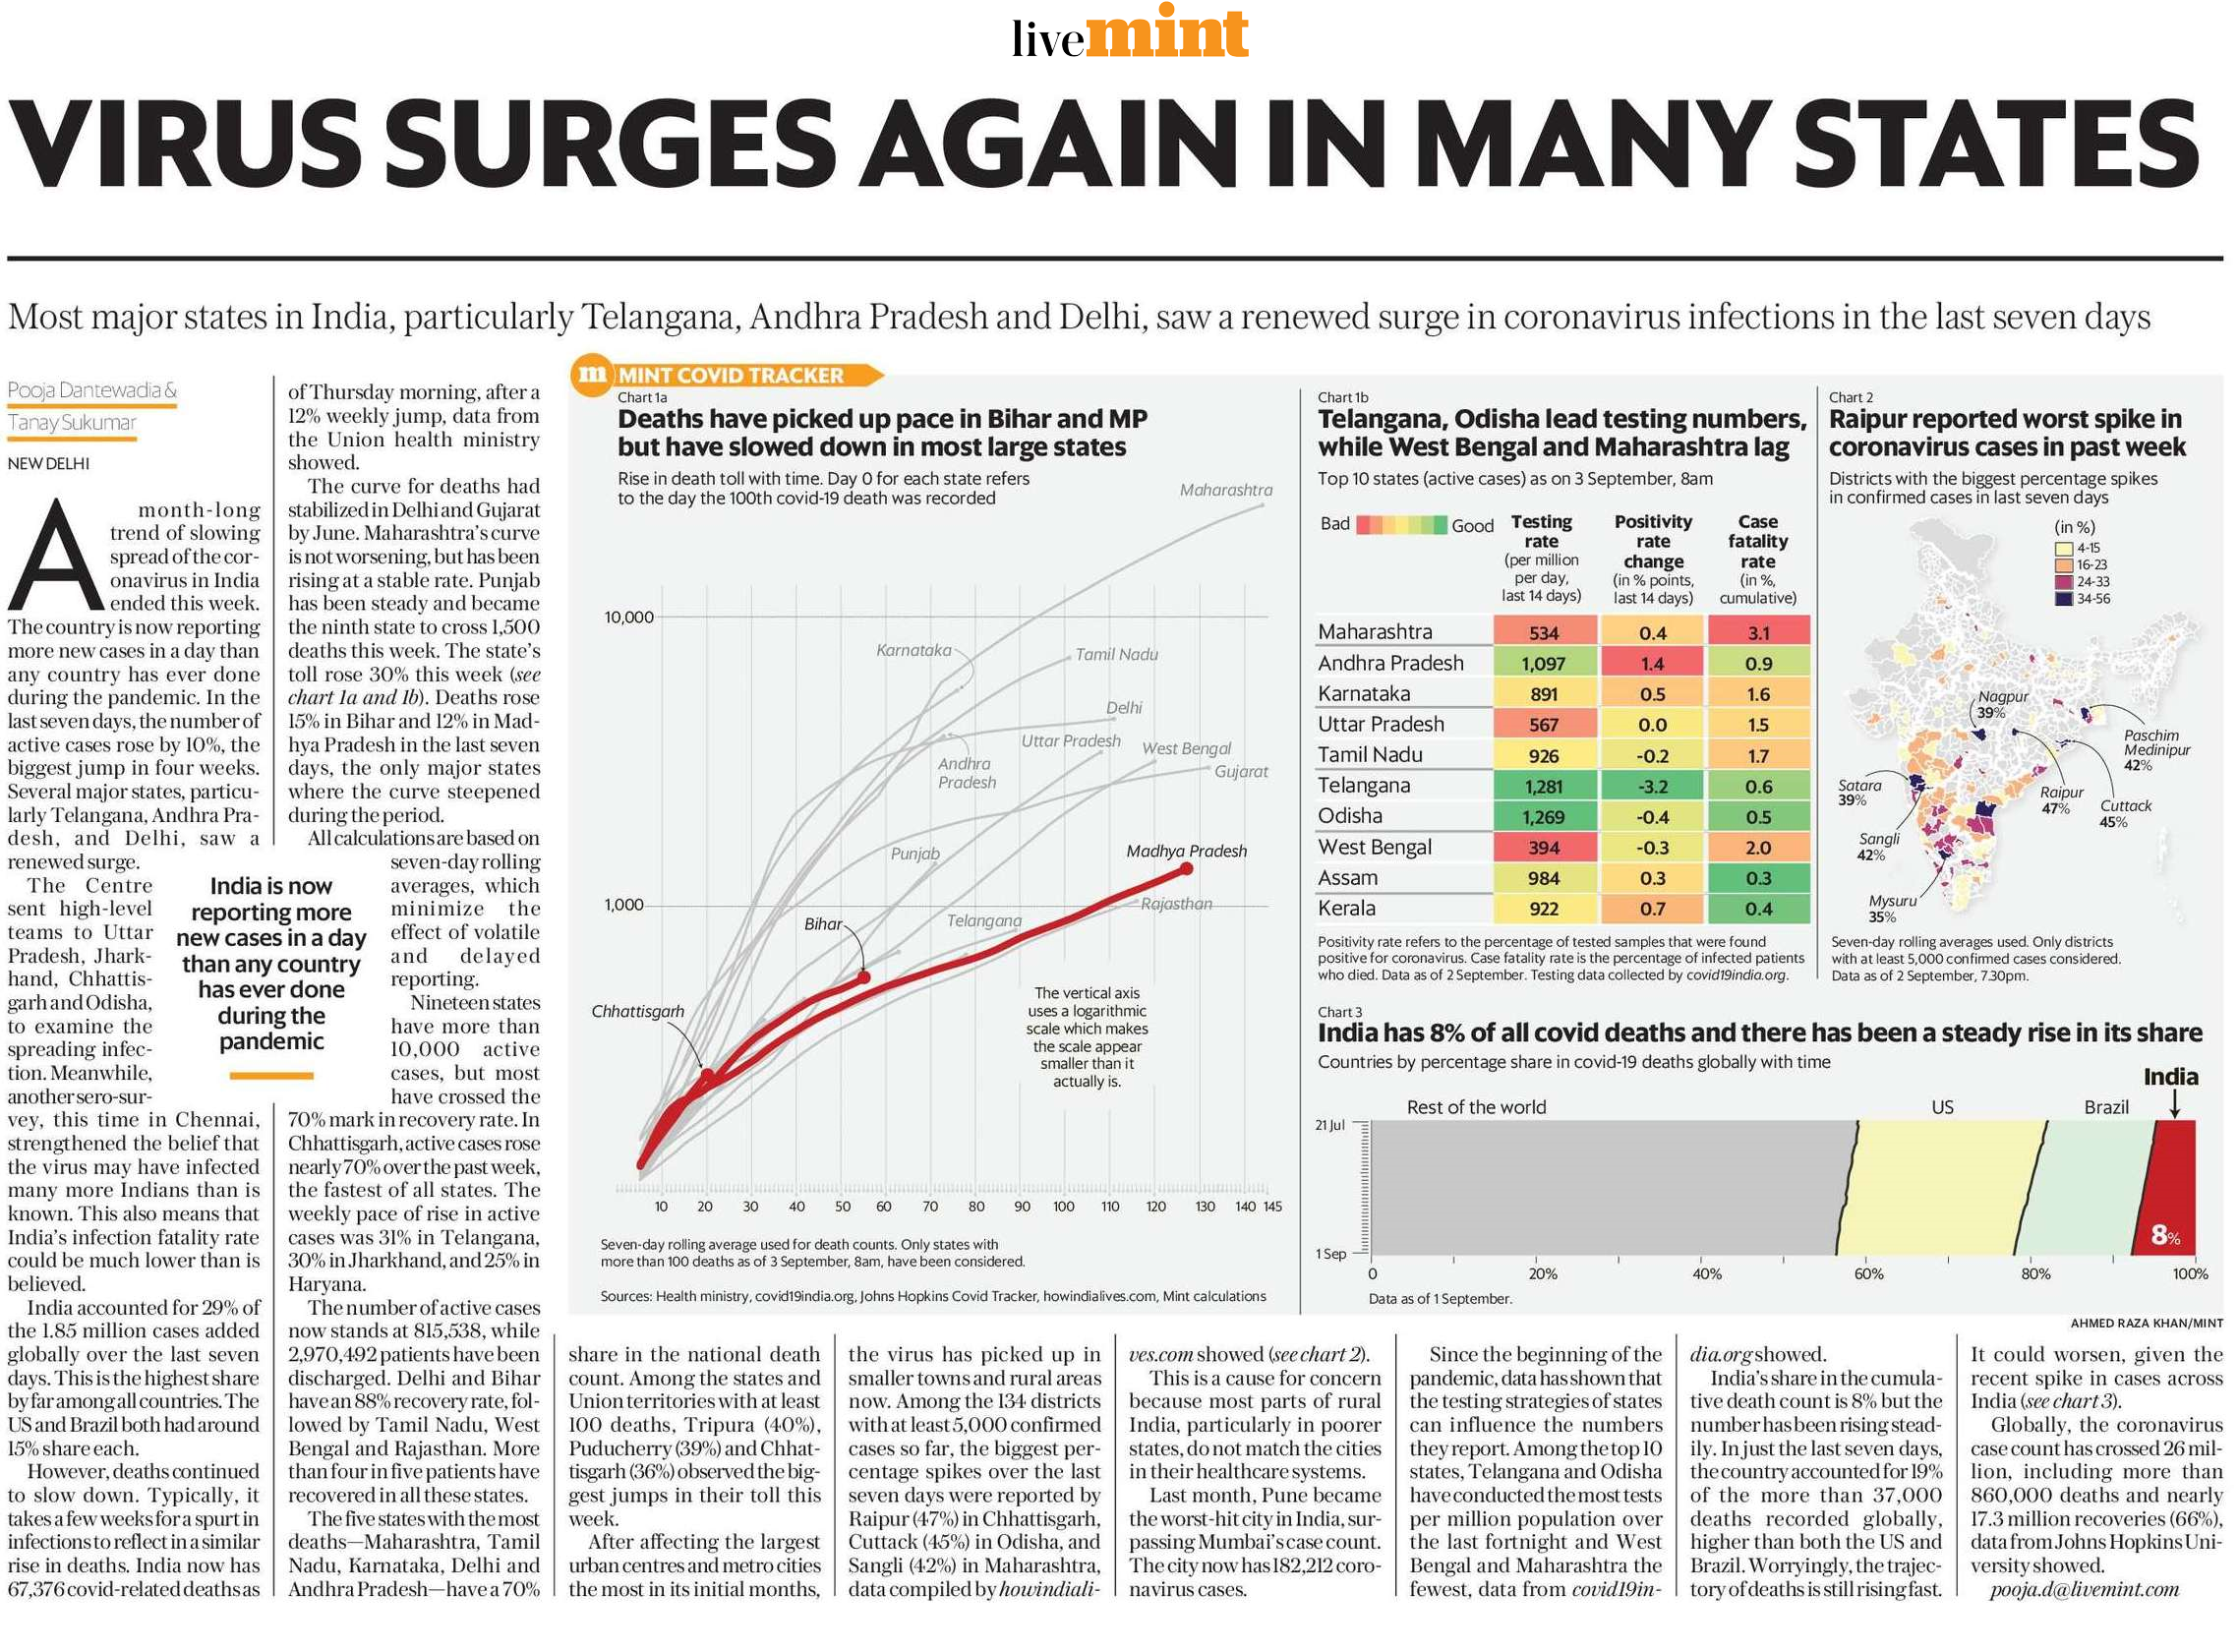 livemint
VIRUS SURGES AGAIN IN MANY STATES
Most major states in India, particularly Telangana, Andhra Pradesh and Delhi, saw a renewed surge in coronavirus infections in the last seven days
Pooja Dantewadia &
Tanay Sukumar
NEW DELHI
A month-long
trend of slowing
spread of the cor-
onavirus in India
ended this week.
The country is now reporting
more new cases in a day than
any country has ever done
during the pandemic. In the
last seven days, the number of
active cases rose by 10%, the
biggest jump in four weeks.
Several major states, particu-
larly Telangana, Andhra Pra-
desh, and Delhi, saw a
renewed surge.
The Centre
sent high-level
teams to Uttar
Pradesh, Jhark-
hand, Chhattis-
garh and Odisha,
to examine the
spreading infec-
tion. Meanwhile,
another sero-sur-
vey, this time in Chennai,
strengthened the belief that
the virus may have infected
many more Indians than is
known. This also means that
India's infection fatality rate
could be much lower than is
believed.
India accounted for 29% of
the 1.85 million cases added
globally over the last seven
days. This is the highest share
by far among all countries. The
US and Brazil both had around
15% share each.
However, deaths continued
to slow down. Typically, it
takes a few weeks for a spurt in
infections to reflect in a similar
rise in deaths. India now has
67,376 covid-related deaths as
of Thursday morning, after a
12% weekly jump, data from
the Union health ministry
showed.
The curve for deaths had
stabilized in Delhi and Gujarat
by June. Maharashtra's curve
is not worsening, but has been
rising at a stable rate. Punjab
has been steady and became
the ninth state to cross 1,500
deaths this week. The state's
toll rose 30% this week (see
chart 1a and 1b). Deaths rose
15% in Bihar and 12% in Mad-
hya Pradesh in the last seven
days, the only major states
where the curve steepened
during the period.
All calculations are based on
seven-day rolling
averages, which
minimize the
effect of volatile
and delayed
reporting.
Nineteen states
have more than
10,000 active
cases, but most
have crossed the
70% mark in recovery rate. In
Chhattisgarh, active cases rose
nearly 70% over the past week,
the fastest of all states. The
weekly pace of rise in active
cases was 31% in Telangana,
30% in Jharkhand, and 25% in
Haryana.
The number of active cases
now stands at 815,538, while
2,970,492 patients have been
discharged. Delhi and Bihar
have an 88% recovery rate, fol-
lowed by Tamil Nadu, West
Bengal and Rajasthan. More
than four in five patients have
recovered in all these states.
The five states with the most
deaths—Maharashtra, Tamil
Nadu, Karnataka, Delhi and
Andhra Pradesh—have a 70%
India is now
reporting more
new cases in a day
than any country
has ever done
during the
pandemic
m MINT COVID TRACKER
Chart 1a
Deaths have picked up pace in Bihar and MP
but have slowed down in most large states
Rise in death toll with time. Day 0 for each state refers
to the day the 100th covid-19 death was recorded
Maharashtra
10,000
Karnataka
Tamil Nadu
Delhi
Uttar Pradesh
West Bengal
Andhra
Pradesh
Gujarat
Punjab
Madhya Pradesh
1,000
Rajasthan
Bihar
Telangana
Chhattisgarh
The vertical axis
uses a logarithmic
scale which makes
the scale appear
smaller than it
actually is.
10 20 30 40 50 60 70 80 90 100 110 120 130 140 145
Seven-day rolling average used for death counts. Only states with
more than 100 deaths as of 3 September, 8am, have been considered.
Sources: Health ministry, covid19india.org, Johns Hopkins Covid Tracker, howindialives.com, Mint calculations
Chart 1b
Telangana, Odisha lead testing numbers,
while West Bengal and Maharashtra lag
Top 10 states (active cases) as on 3 September, 8am
Bad Good
Testing rate (per million per day, last 14 days)
Positivity rate change (in % points, last 14 days)
Case fatality rate (in %, cumulative)
Maharashtra 534 0.4 3.1
Andhra Pradesh 1,097 1.4 0.9
Karnataka 891 0.5 1.6
Uttar Pradesh 567 0.0 1.5
Tamil Nadu 926 -0.2 1.7
Telangana 1,281 -3.2 0.6
Odisha 1,269 -0.4 0.5
West Bengal 394 -0.3 2.0
Assam 984 0.3 0.3
Kerala 922 0.7 0.4
Positivity rate refers to the percentage of tested samples that were found
positive for coronavirus. Case fatality rate is the percentage of infected patients
who died. Data as of 2 September. Testing data collected by covid19india.org.
Chart 2
Raipur reported worst spike in
coronavirus cases in past week
Districts with the biggest percentage spikes
in confirmed cases in last seven days
(in %)
4-15
16-23
24-33
34-56
Nagpur
39%
Paschim
Medinipur
42%
Satara
39%
Raipur
47%
Cuttack
45%
Sangli
42%
Mysuru
35%
Seven-day rolling averages used. Only districts
with at least 5,000 confirmed cases considered.
Data as of 2 September, 7.30pm.
Chart 3
India has 8% of all covid deaths and there has been a steady rise in its share
Countries by percentage share in covid-19 deaths globally with time
India
Rest of the world US Brazil
21 Jul
8%
1 Sep
0 20% 40% 60% 80% 100%
Data as of 1 September.
AHMED RAZA KHAN/MINT
share in the national death
count. Among the states and
Union territories with at least
100 deaths, Tripura (40%),
Puducherry (39%) and Chhat-
tisgarh (36%) observed the big-
gest jumps in their toll this
week.
After affecting the largest
urban centres and metro cities
the most in its initial months,
the virus has picked up in
smaller towns and rural areas
now. Among the 134 districts
with at least 5,000 confirmed
cases so far, the biggest per-
centage spikes over the last
seven days were reported by
Raipur (47%) in Chhattisgarh,
Cuttack (45%) in Odisha, and
Sangli (42%) in Maharashtra,
data compiled by howindiali-
ves.com showed (see chart 2).
This is a cause for concern
because most parts of rural
India, particularly in poorer
states, do not match the cities
in their healthcare systems.
Last month, Pune became
the worst-hit city in India, sur-
passing Mumbai's case count.
The city now has 182,212 coro-
navirus cases.
Since the beginning of the
pandemic, data has shown that
the testing strategies of states
can influence the numbers
they report. Among the top 10
states, Telangana and Odisha
have conducted the most tests
per million population over
the last fortnight and West
Bengal and Maharashtra the
fewest, data from covid19in-
dia.org showed.
India's share in the cumula-
tive death count is 8% but the
number has been rising stead-
ily. In just the last seven days,
the country accounted for 19%
of the more than 37,000
deaths recorded globally,
higher than both the US and
Brazil. Worryingly, the trajec-
tory of deaths is still rising fast.
It could worsen, given the
recent spike in cases across
India (see chart 3).
Globally, the coronavirus
case count has crossed 26 mil-
lion, including more than
860,000 deaths and nearly
17.3 million recoveries (66%),
data from Johns Hopkins Uni-
versity showed.
pooja.d@livemint.com